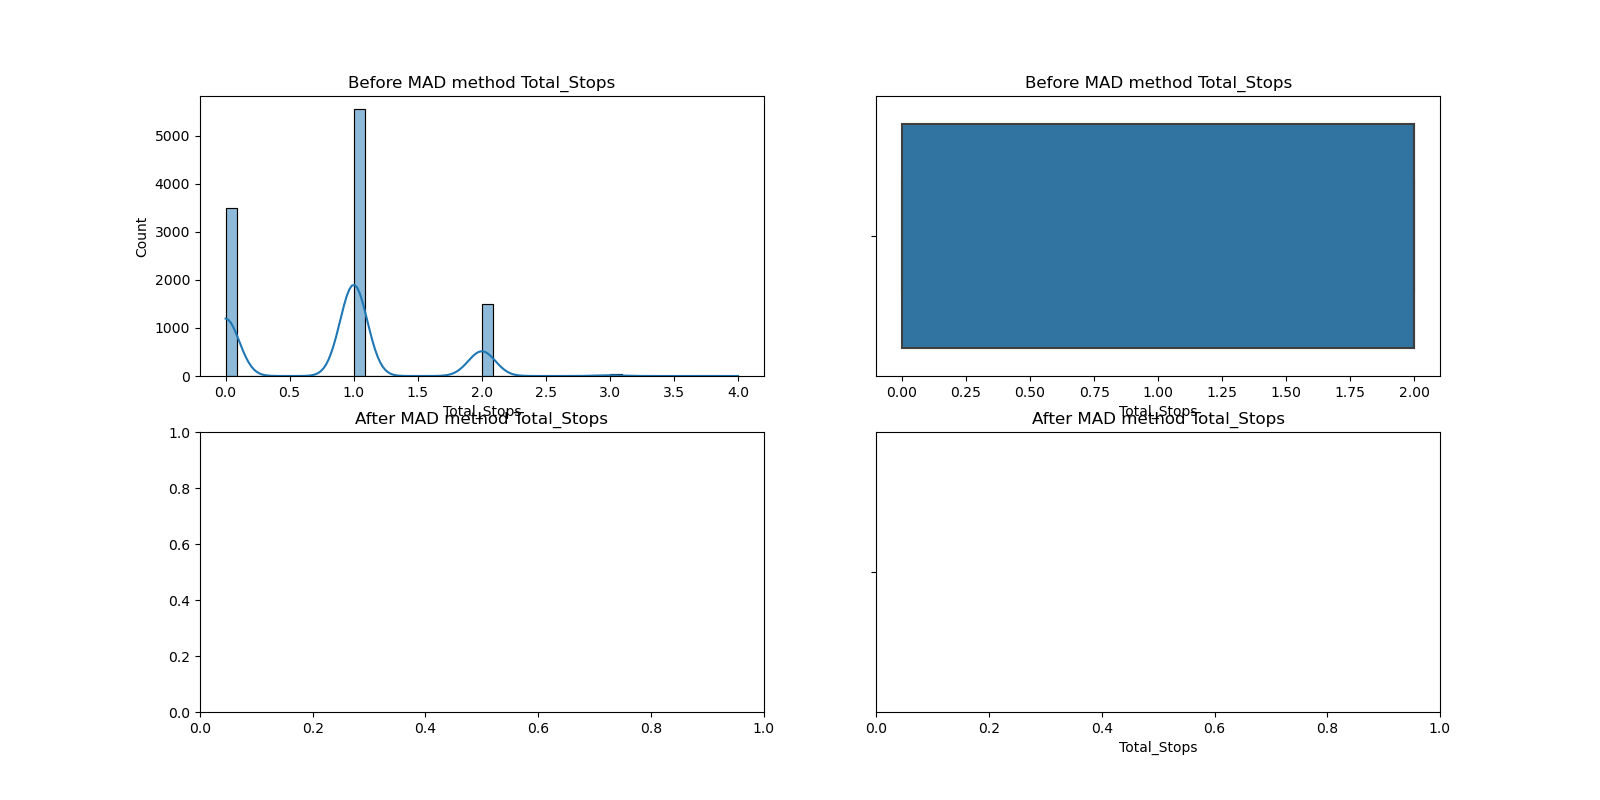 Before MAD method Total_Stops
Count
5000
4000
3000
2000
1000
0
0.0 0.5 1.0 1.5 2.0 2.5 3.0 3.5 4.0
Total_Stops
Before MAD method Total_Stops
0.00 0.25 0.50 0.75 1.00 1.25 1.50 1.75 2.00
Total_Stops
After MAD method Total_Stops
1.0
0.8
0.6
0.4
0.2
0.0
0.0 0.2 0.4 0.6 0.8 1.0
After MAD method Total_Stops
0.0 0.2 0.4 0.6 0.8 1.0
Total_Stops